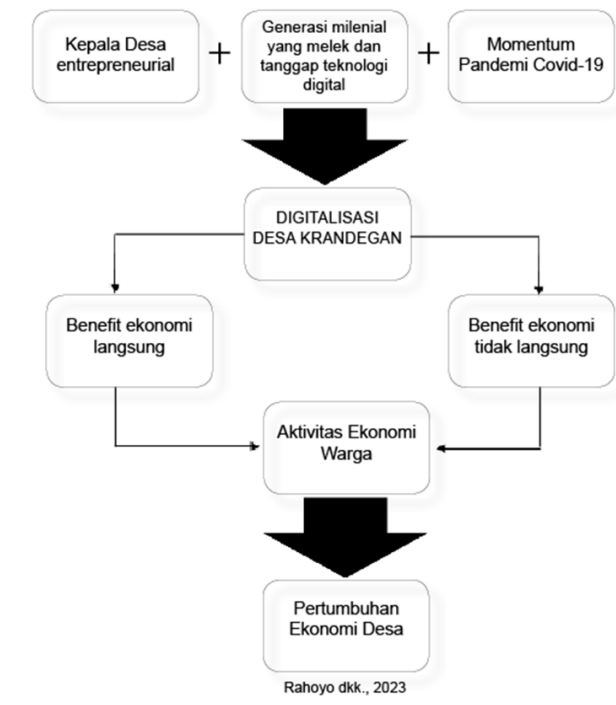 Kepala Desa
entrepreneurial
+
Generasi milenial
yang melek dan
tanggap teknologi
digital
+
Momentum
Pandemi Covid-19
DIGITALISASI
DESA KRANDEGAN
Benefit ekonomi
langsung
Benefit ekonomi
tidak langsung
Aktivitas Ekonomi
Warga
Pertumbuhan
Ekonomi Desa
Rahoyo dkk., 2023